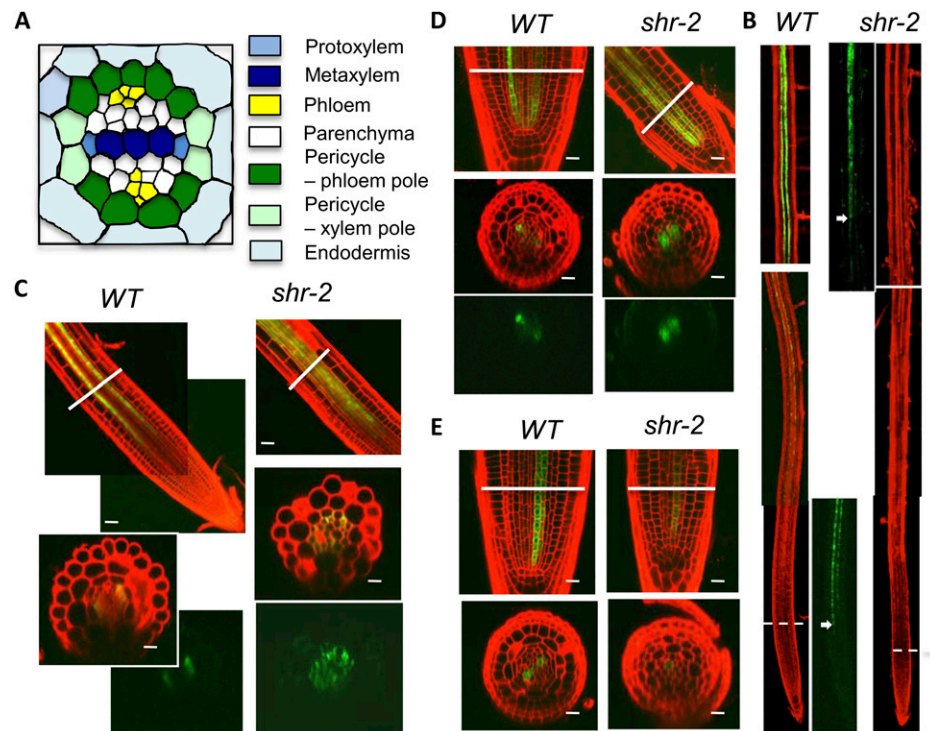 A
Protoxylem
Metaxylem
Phloem
Parenchyma
Pericycle
– phloem pole
Pericycle
– xylem pole
Endodermis
C
WT
shr-2
D
WT
shr-2
E
WT
shr-2
B
WT
shr-2